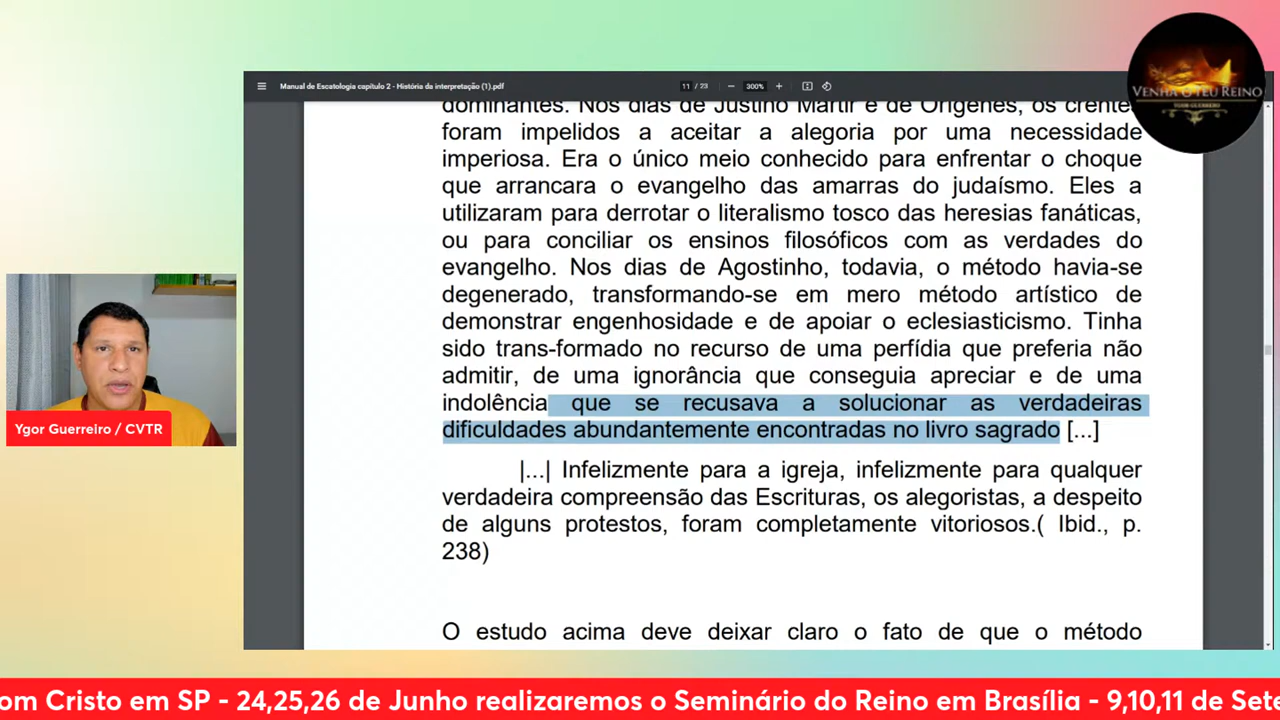 Manual de Escatologia capítulo 2 - História da interpretação (1).pdf
11 / 23
300%
VENHA O TEU REINO
YGOR GUERREIRO
dominantes. Nos dias de Justino Mártir e de Orígenes, os crente
foram impelidos a aceitar a alegoria por uma necessidade
imperiosa. Era o único meio conhecido para enfrentar o choque
que arrancara o evangelho das amarras do judaísmo. Eles a
utilizaram para derrotar o literalismo tosco das heresias fanáticas,
ou para conciliar os ensinos filosóficos com as verdades do
evangelho. Nos dias de Agostinho, todavia, o método havia-se
degenerado, transformando-se em mero método artístico de
demonstrar engenhosidade e de apoiar o eclesiasticismo. Tinha
sido trans-formado no recurso de uma perfídia que preferia não
admitir, de uma ignorância que conseguia apreciar e de uma
indolência que se recusava a solucionar as verdadeiras
dificuldades abundantemente encontradas no livro sagrado [...]
|...| Infelizmente para a igreja, infelizmente para qualquer
verdadeira compreensão das Escrituras, os alegoristas, a despeito
de alguns protestos, foram completamente vitoriosos.( Ibid., p.
238)
O estudo acima deve deixar claro o fato de que o método
Ygor Guerreiro / CVTR
om Cristo em SP - 24,25,26 de Junho realizaremos o Seminário do Reino em Brasília - 9,10,11 de Sete